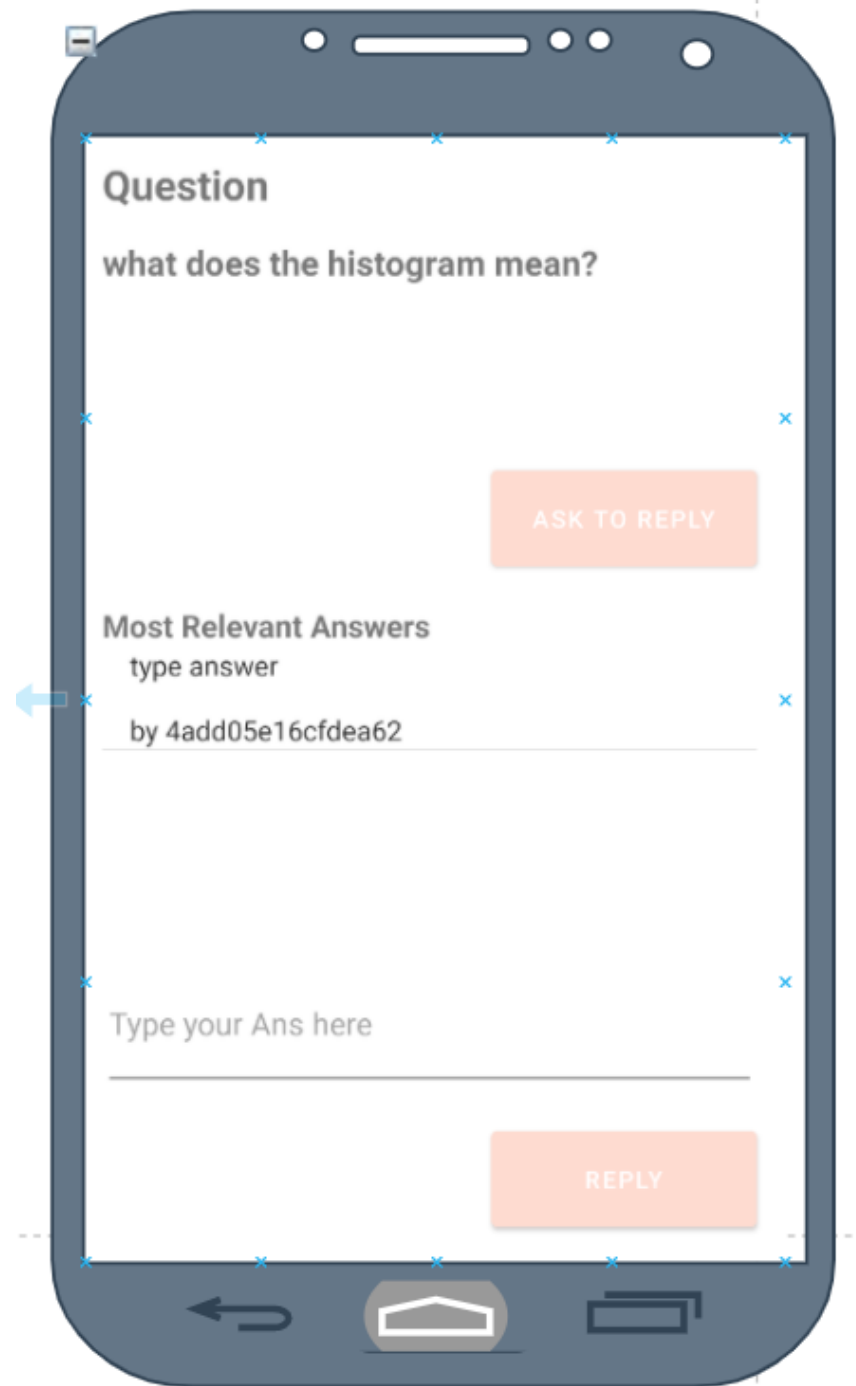 Question
what does the histogram mean?
ASK TO REPLY
Most Relevant Answers
type answer
by 4add05e16cfdea62
Type your Ans here
REPLY